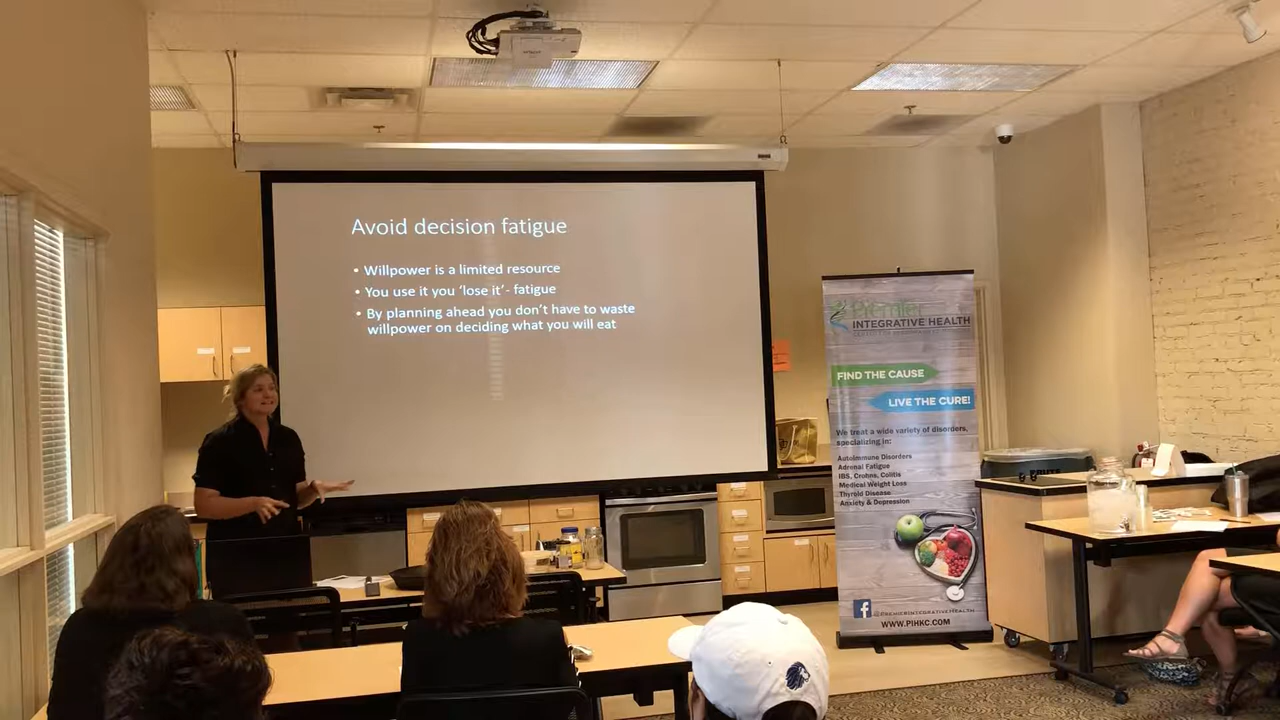 Avoid decision fatigue
• Willpower is a limited resource
• You use it you ‘lose it’- fatigue
• By planning ahead you don’t have to waste
willpower on deciding what you will eat
Premier
INTEGRATIVE HEALTH
FIND THE CAUSE
LIVE THE CURE!
We treat a wide variety of disorders,
specializing in:
Autoimmune Disorders
Adrenal Fatigue
IBS, Crohns, Colitis
Medical Weight Loss
Thyroid Disease
Anxiety & Depression
f @PREMIERINTEGRATIVEHEALTH
WWW.PIHKC.COM